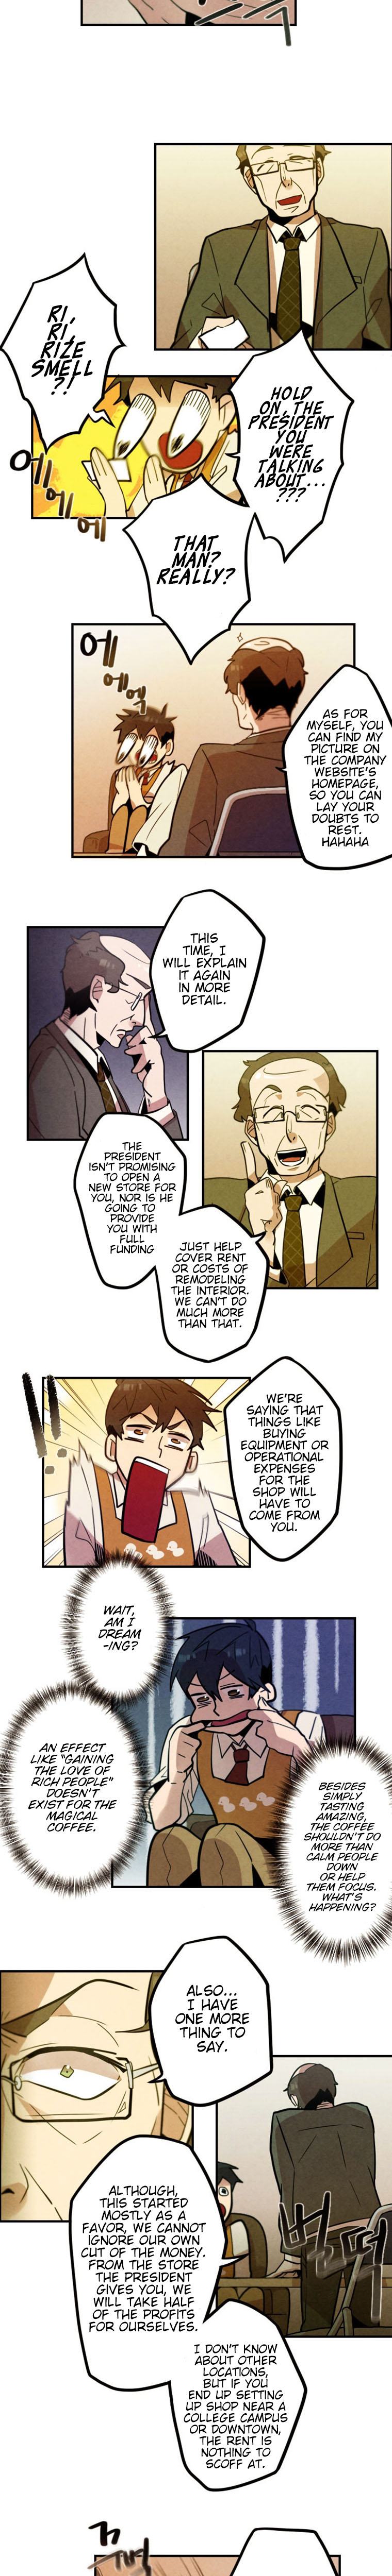 RI,
RI,
RIZE
SMELL
?!
HOLD
ON, THE
PRESIDENT
YOU
WERE
TALKING
ABOUT...
???
에에에
THAT
MAN?
REALLY?
에
에엑
AS FOR
MYSELF, YOU
CAN FIND MY
PICTURE ON
THE COMPANY
WEBSITE'S
HOMEPAGE,
SO YOU CAN
LAY YOUR
DOUBTS TO
REST.
HAHAHA
THIS
TIME, I
WILL EXPLAIN
IT AGAIN
IN MORE
DETAIL.
THE
PRESIDENT
ISN'T PROMISING
TO OPEN A
NEW STORE FOR
YOU, NOR IS HE
GOING TO
PROVIDE
YOU WITH
FULL
FUNDING
JUST HELP
COVER RENT
OR COSTS OF
REMODELING
THE INTERIOR.
WE CAN'T DO
MUCH MORE
THAN THAT.
WE'RE
SAYING THAT
THINGS LIKE
BUYING
EQUIPMENT OR
OPERATIONAL
EXPENSES
FOR THE
SHOP WILL
HAVE TO
COME FROM
YOU.
WAIT,
AM I
DREAM
-ING?
AN EFFECT
LIKE "GAINING
THE LOVE OF
RICH PEOPLE"
DOESN'T
EXIST FOR THE
MAGICAL
COFFEE.
BESIDES
SIMPLY
TASTING
AMAZING,
THE COFFEE
SHOULDN'T DO
MORE THAN
CALM PEOPLE
DOWN
OR HELP
THEM FOCUS.
WHAT'S
HAPPENING?
ALSO...
I HAVE
ONE MORE
THING TO
SAY.
ALTHOUGH,
THIS STARTED
MOSTLY AS A
FAVOR, WE CANNOT
IGNORE OUR OWN
CUT OF THE MONEY.
FROM THE STORE
THE PRESIDENT
GIVES YOU, WE
WILL TAKE HALF
OF THE PROFITS
FOR OURSELVES.
벌떡
I DON'T KNOW
ABOUT OTHER
LOCATIONS,
BUT IF YOU
END UP SETTING
UP SHOP NEAR A
COLLEGE CAMPUS
OR DOWNTOWN,
THE RENT IS
NOTHING TO
SCOFF AT.